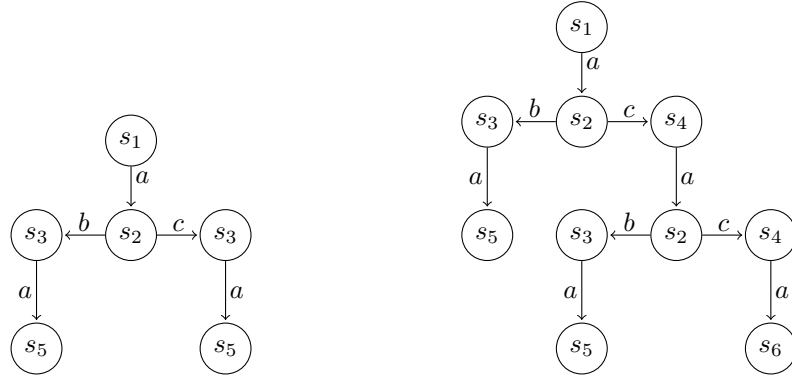 s₁
a
s₁
a
s₃ b s₂ c s₄
a a
s₃ b s₂ c s₃
s₅ s₃ b s₂ c s₄
a a
a a
s₅ s₅
s₅ s₆